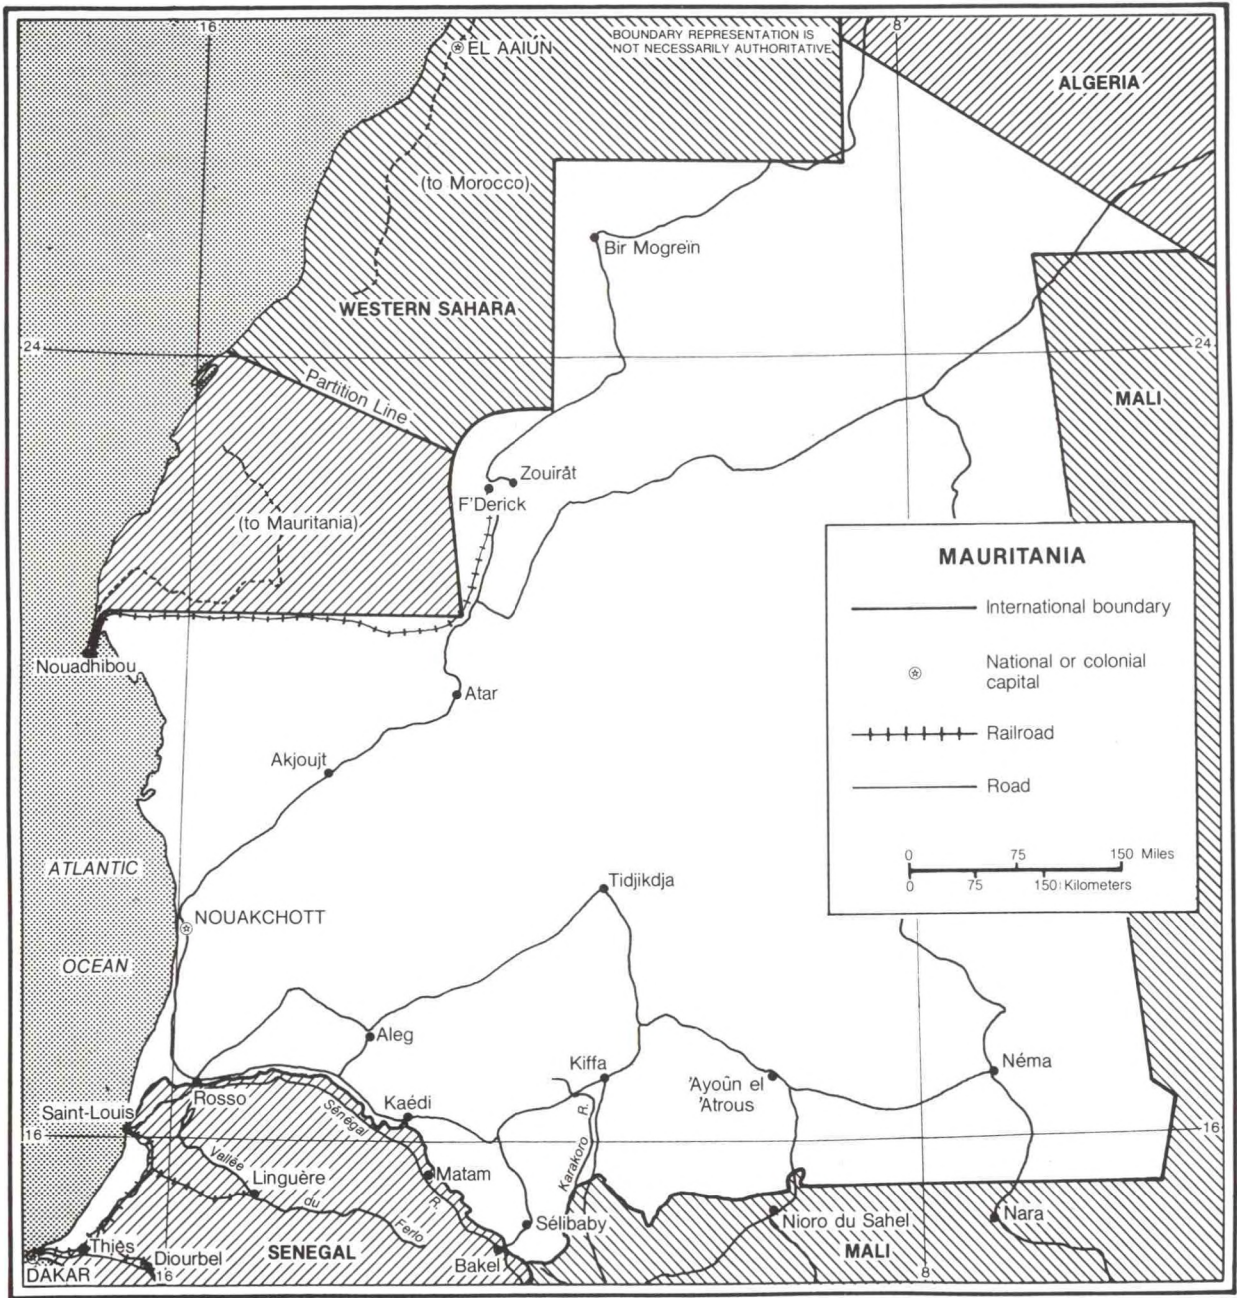 16
8
EL AAIÚN
BOUNDARY REPRESENTATION IS
NOT NECESSARILY AUTHORITATIVE
ALGERIA
(to Morocco)
Bir Mogreïn
WESTERN SAHARA
24
24
Partition Line
MALI
Zouîrât
F'Derick
(to Mauritania)
MAURITANIA
International boundary
National or colonial
capital
Railroad
Road
0 75 150 Miles
0 75 150 Kilometers
Nouadhibou
Atar
Akjoujt
ATLANTIC
OCEAN
Tidjikdja
NOUAKCHOTT
Aleg
Kiffa
'Ayoûn el
'Atrous
Néma
Rosso
Saint-Louis
Kaédi
Sénégal
R.
16
16
Vallée
du
Ferlo
Linguère
Matam
Karakoro
R.
Sélibaby
Nioro du Sahel
Nara
Thiès
Diourbel
DAKAR
SENEGAL
Bakel
MALI
16
8